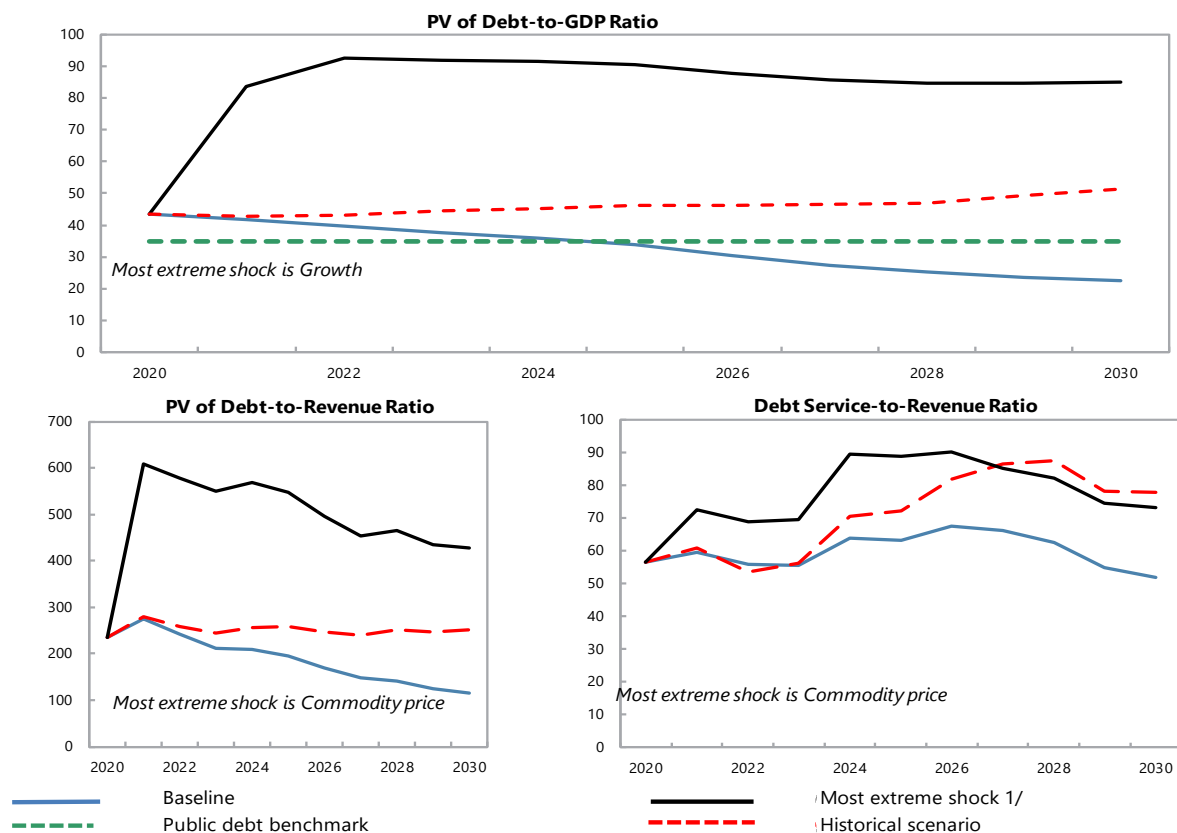 PV of Debt-to-GDP Ratio
100
90
80
70
60
50
40
30
20
10
0
Most extreme shock is Growth
2020 2022 2024 2026 2028 2030
PV of Debt-to-Revenue Ratio
700
600
500
400
300
200
100
0
Most extreme shock is Commodity price
2020 2022 2024 2026 2028 2030
Debt Service-to-Revenue Ratio
100
90
80
70
60
50
40
30
20
10
0
Most extreme shock is Commodity price
2020 2022 2024 2026 2028 2030
Baseline
Public debt benchmark
Most extreme shock 1/
Historical scenario